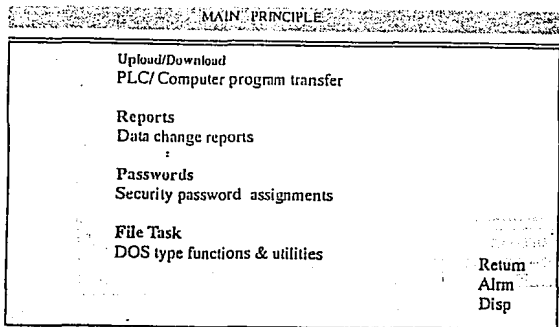 MAIN PRINCIPLE
Upload/Download
PLC/ Computer program transfer
Reports
Data change reports
Passwords
Security password assignments
File Task
DOS type functions & utilities
Return
Alrm
Disp